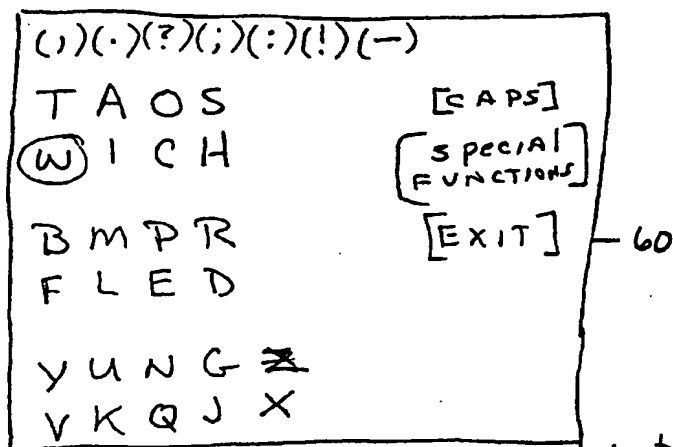 (,)(.)(?)(;)(:)(!)(—)
T A O S [CAPS]
W I C H [SPECIAL
FUNCTIONS]
B M P R [EXIT] 60
F L E D
Y U N G Z
V K Q J X